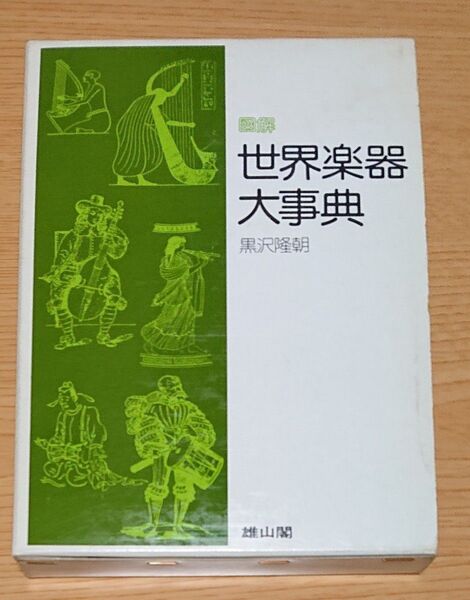 図解
世界楽器
大事典
黒沢隆朝
雄山閣